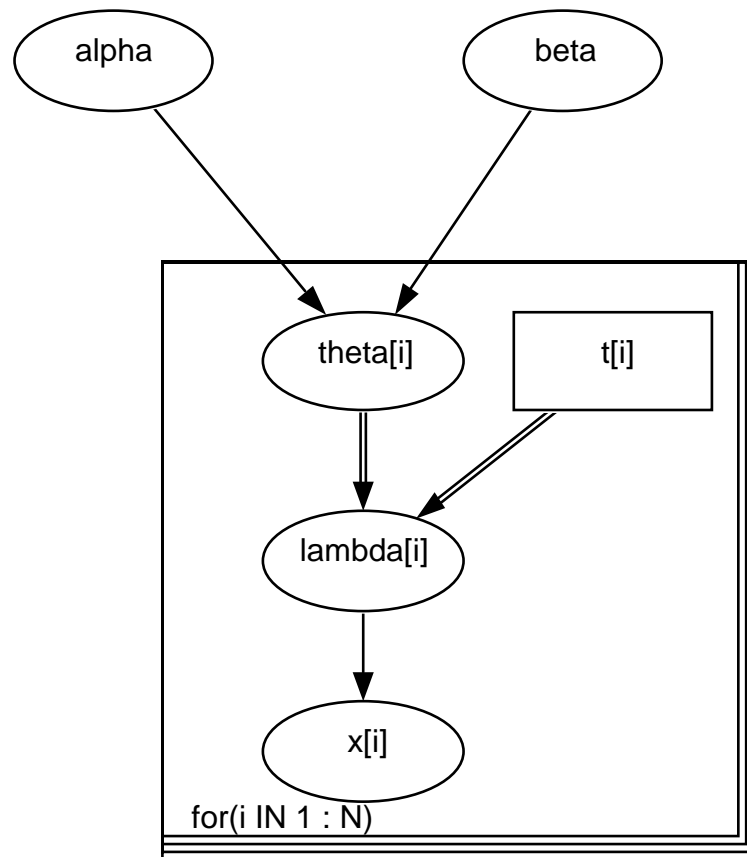 alpha
beta
theta[i]
t[i]
lambda[i]
x[i]
for(i IN 1 : N)